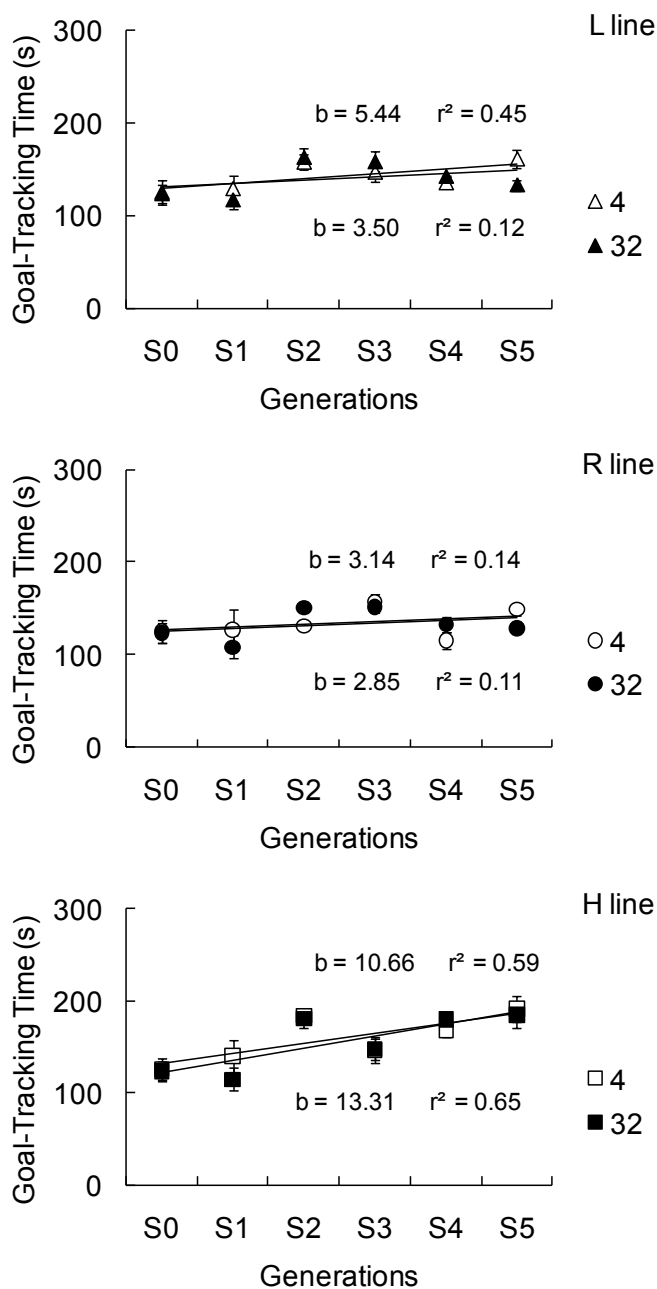 L line
Goal-Tracking Time (s)
300
200
100
0
b = 5.44 r² = 0.45
b = 3.50 r² = 0.12
4
32
S0 S1 S2 S3 S4 S5
Generations
R line
Goal-Tracking Time (s)
300
200
100
0
b = 3.14 r² = 0.14
b = 2.85 r² = 0.11
4
32
S0 S1 S2 S3 S4 S5
Generations
H line
Goal-Tracking Time (s)
300
200
100
0
b = 10.66 r² = 0.59
b = 13.31 r² = 0.65
4
32
S0 S1 S2 S3 S4 S5
Generations